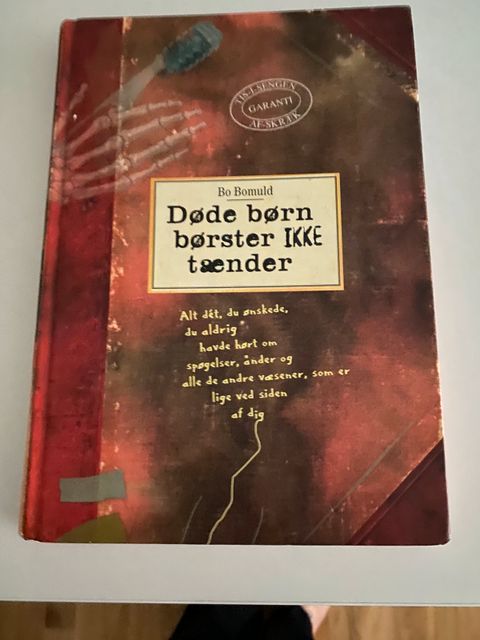 TIS-I-SENGEN
GARANTI
AF-SKRÆK
Bo Bomuld
Døde børn
børster IKKE
tænder
Alt dét, du ønskede,
du aldrig
havde hørt om
spøgelser, ånder og
alle de andre væsener, som er
lige ved siden
af dig